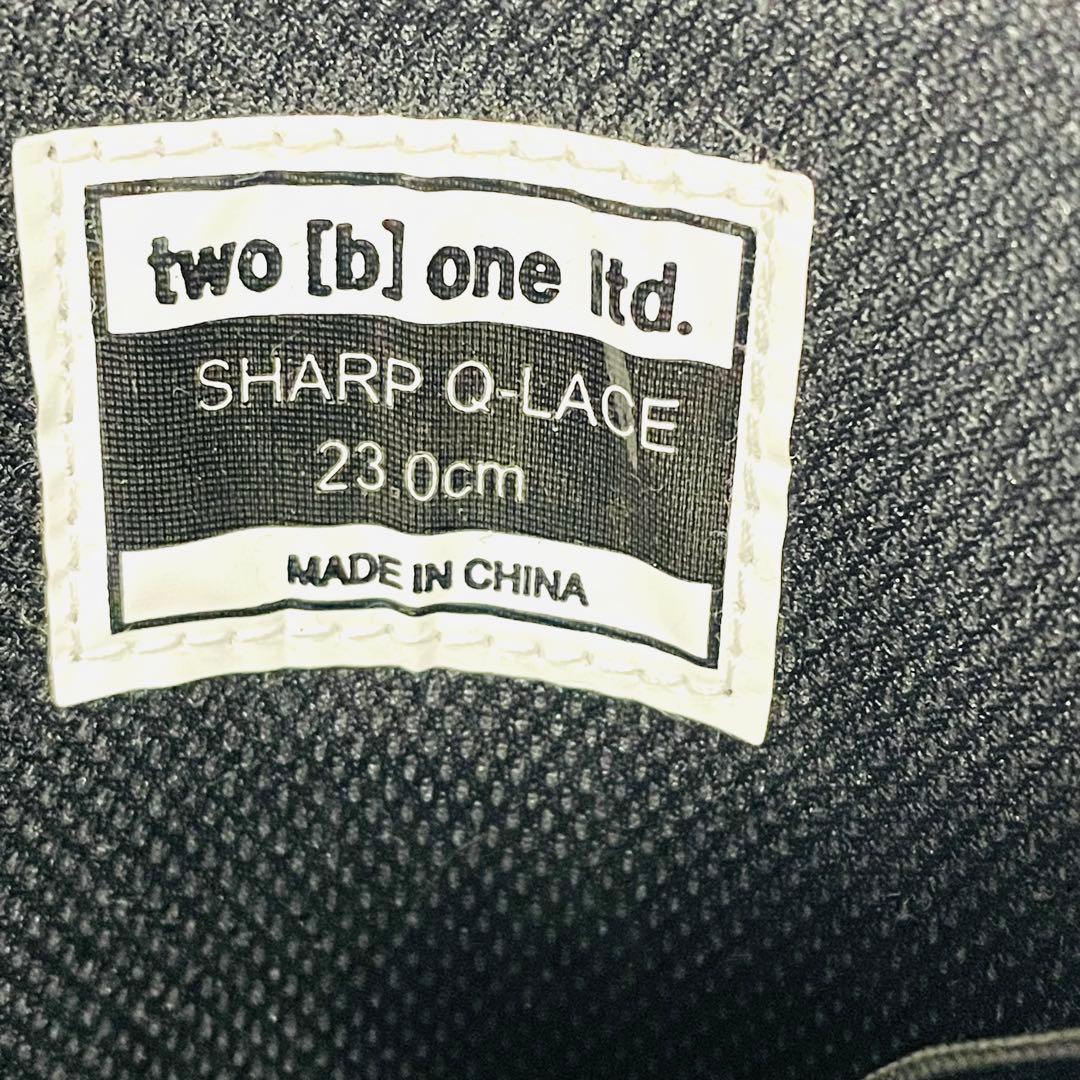 two [b] one ltd.
SHARP Q-LACE
23.0cm
MADE IN CHINA